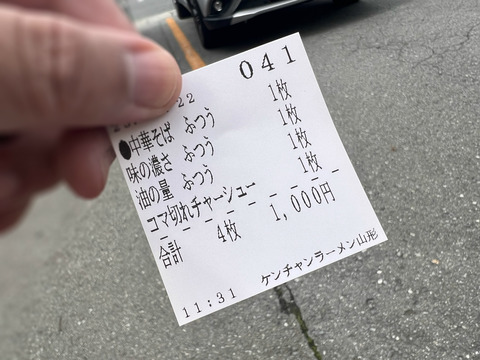 041
22
●中華そば ふつう 1枚
味の濃さ ふつう 1枚
油の量 ふつう 1枚
コマ切れチャーシュー 1枚
合計 4枚 1,000円
11:31 ケンチャンラーメン山形